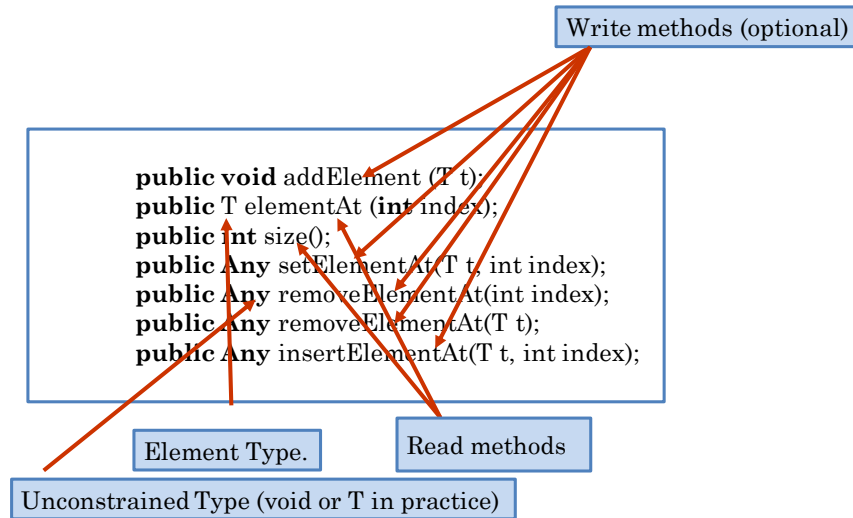 Write methods (optional)
public void addElement (T t);
public T elementAt (int index);
public int size();
public Any setElementAt(T t, int index);
public Any removeElementAt(int index);
public Any removeElementAt(T t);
public Any insertElementAt(T t, int index);
Element Type.
Read methods
Unconstrained Type (void or T in practice)